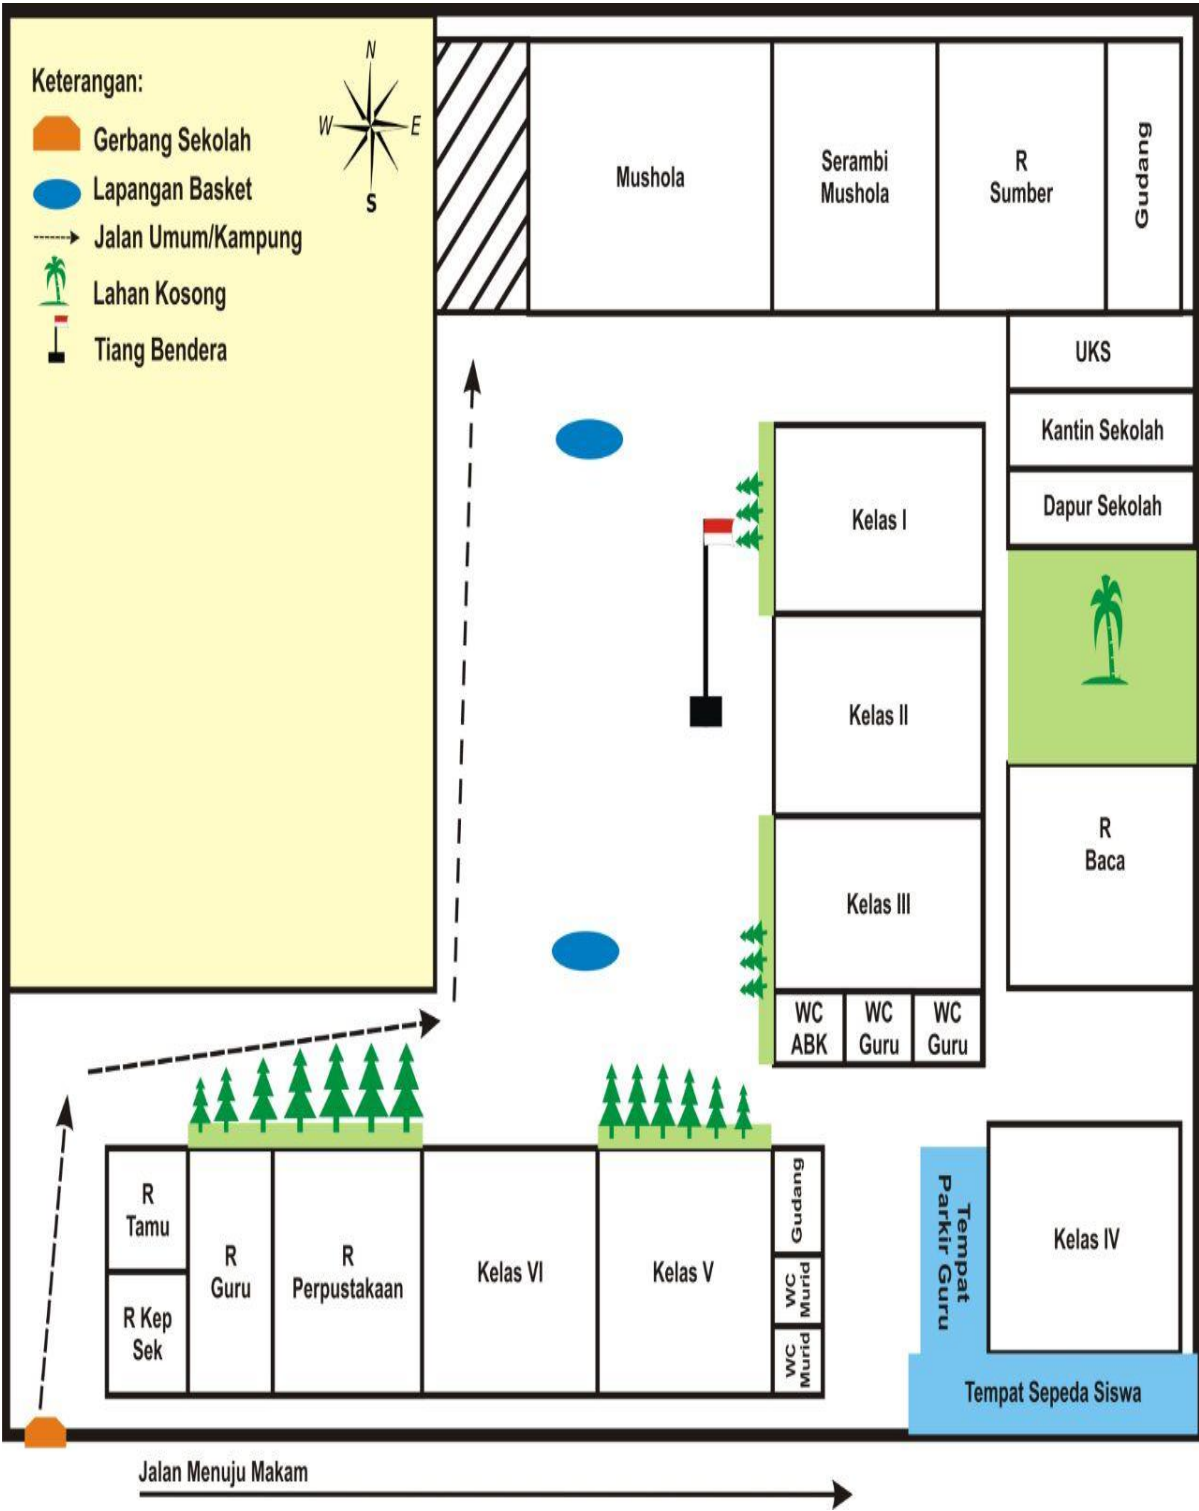 Keterangan:
Gerbang Sekolah
Lapangan Basket
Jalan Umum/Kampung
Lahan Kosong
Tiang Bendera
N
W
E
S
Mushola
Serambi
Mushola
R
Sumber
Gudang
UKS
Kantin Sekolah
Dapur Sekolah
Kelas I
Kelas II
Kelas III
R
Baca
WC
ABK
WC
Guru
WC
Guru
R
Tamu
R Kep
Sek
R
Guru
R
Perpustakaan
Kelas VI
Kelas V
Gudang
WC
Murid
WC
Murid
Tempat
Parkir Guru
Kelas IV
Tempat Sepeda Siswa
Jalan Menuju Makam